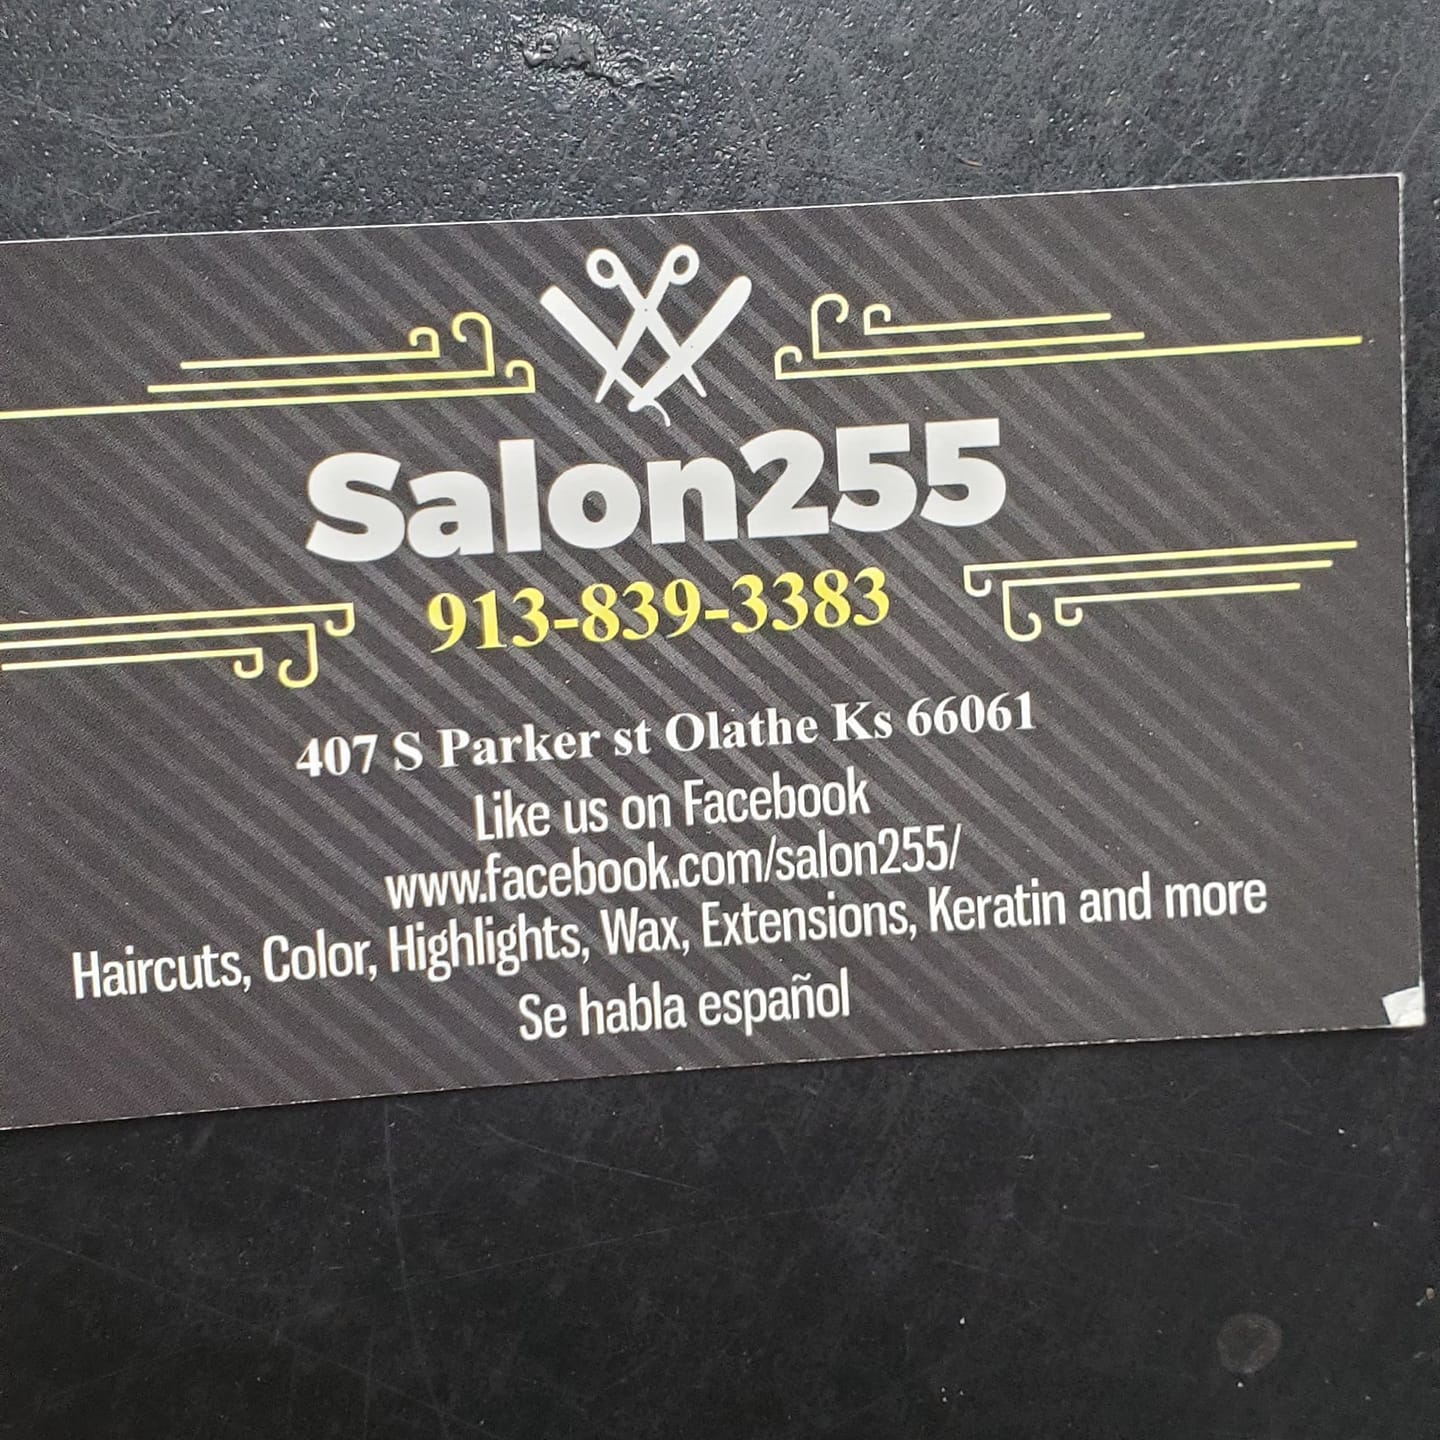 Salon255
913-839-3383
407 S Parker st Olathe Ks 66061
Like us on Facebook
www.facebook.com/salon255/
Haircuts, Color, Highlights, Wax, Extensions, Keratin and more
Se habla español